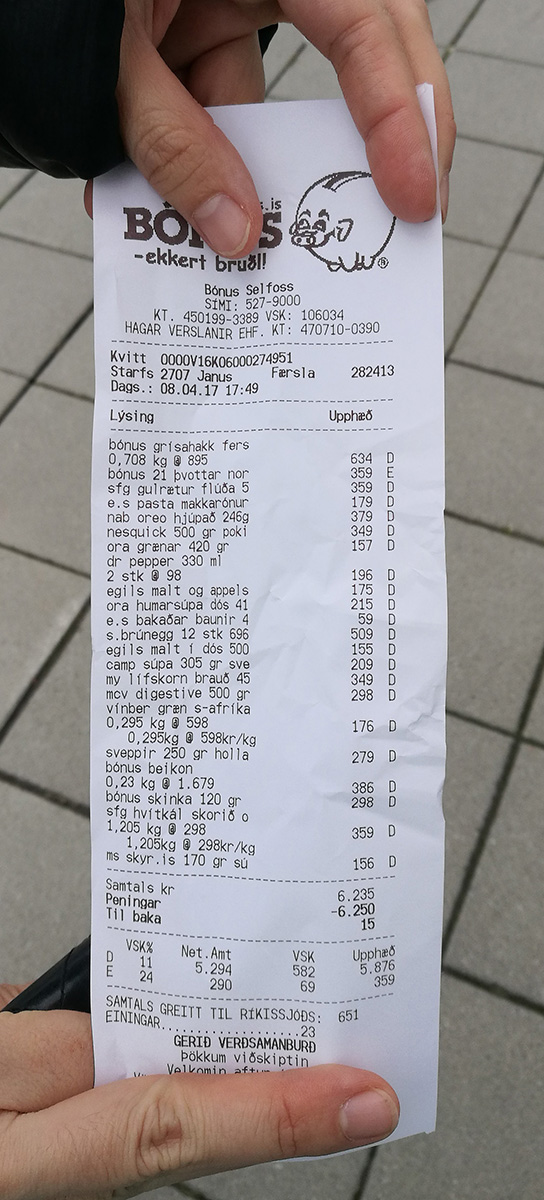 -ekkert bruðl!
Bónus Selfoss
SÍMI: 527-9000
KT. 450199-3389 VSK: 106034
HAGAR VERSLANIR EHF. KT: 470710-0390
Kvitt 0000V16K06000274951
Starfs 2707 Janus Færsla 282413
Dags.: 08.04.17 17:49
Lýsing Upphæð
bónus grísahakk fers
0,708 kg @ 895 634 D
bónus 21 þvottar nor 359 E
sfg gulrætur flúða 5 359 D
e.s pasta makkarónur 179 D
nab oreo hjúpað 246g 379 D
nesquick 500 gr poki 349 D
ora grænar 420 gr 157 D
dr pepper 330 ml
2 stk @ 98 196 D
egils malt og appels 175 D
ora humarsúpa dós 41 215 D
e.s bakaðar baunir 4 59 D
s.brúnegg 12 stk 696 509 D
egils malt í dós 500 155 D
camp súpa 305 gr sve 209 D
my lífskorn brauð 45 349 D
mcv digestive 500 gr 298 D
vínber græn s-afríka
0,295 kg @ 598 176 D
0,295kg @ 598kr/kg
sveppir 250 gr holla 279 D
bónus beikon
0,23 kg @ 1.679 386 D
bónus skinka 120 gr 298 D
sfg hvítkál skorið o
1,205 kg @ 298 359 D
1,205kg @ 298kr/kg
ms skyr.is 170 gr sú 156 D
Samtals kr 6.235
Peningar -6.250
Til baka 15
VSK% Net.Amt VSK Upphæð
D 11 5.294 582 5.876
E 24 290 69 359
SAMTALS GREITT TIL RÍKISSJÓÐS: 651
EININGAR....................23
GERIÐ VERÐSAMANBURÐ
Þökkum viðskiptin
Velkomin aftur